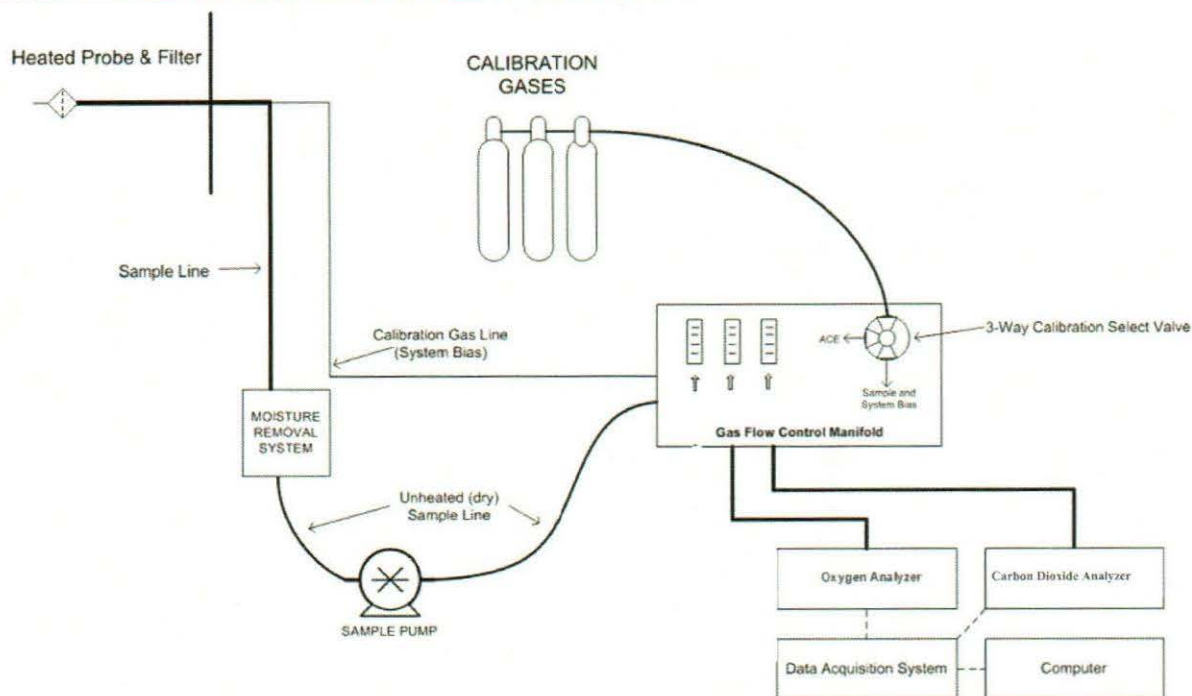 Heated Probe & Filter
CALIBRATION
GASES
Sample Line
Calibration Gas Line
(System Bias)
3-Way Calibration Select Valve
ACE
Sample and
System Bias
Gas Flow Control Manifold
MOISTURE
REMOVAL
SYSTEM
Unheated (dry)
Sample Line
SAMPLE PUMP
Oxygen Analyzer
Carbon Dioxide Analyzer
Data Acquisition System
Computer